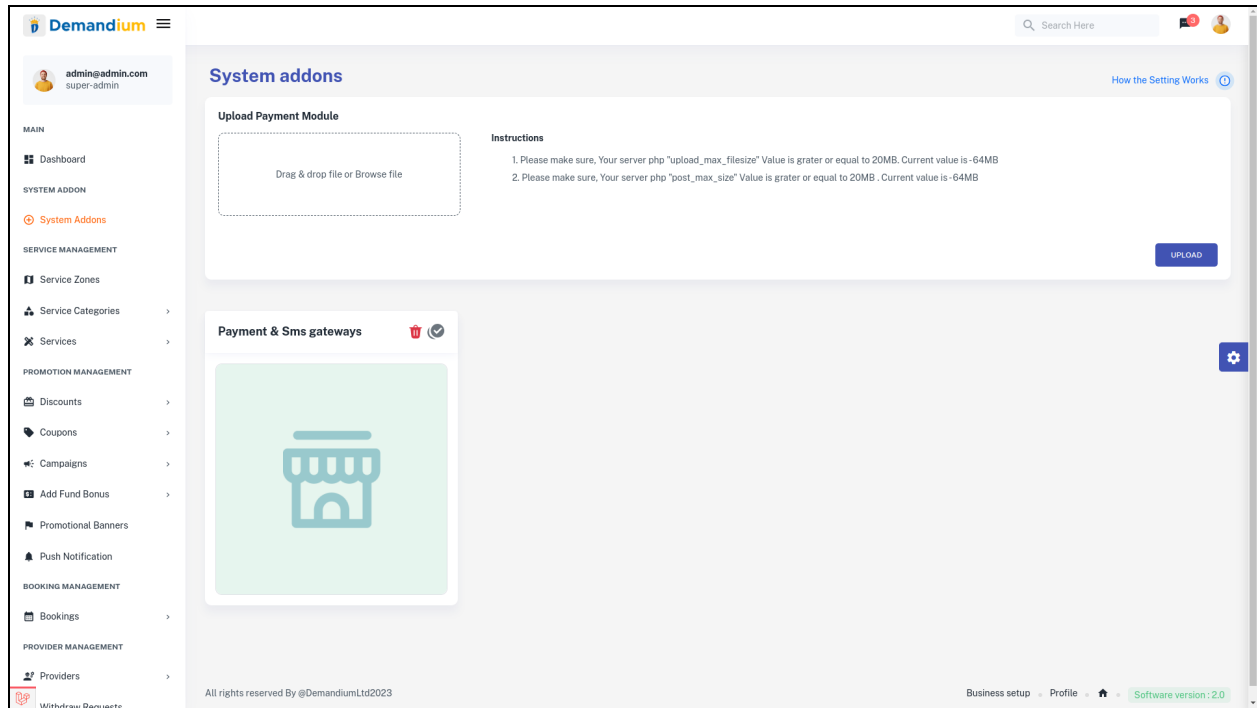 Demandium
Search Here
3
admin@admin.com
super-admin
MAIN
Dashboard
SYSTEM ADDON
System Addons
SERVICE MANAGEMENT
Service Zones
Service Categories
Services
PROMOTION MANAGEMENT
Discounts
Coupons
Campaigns
Add Fund Bonus
Promotional Banners
Push Notification
BOOKING MANAGEMENT
Bookings
PROVIDER MANAGEMENT
Providers
Withdraw Requests
System addons
How the Setting Works
Upload Payment Module
Drag & drop file or Browse file
Instructions
1. Please make sure, Your server php "upload_max_filesize" Value is grater or equal to 20MB. Current value is - 64MB
2. Please make sure, Your server php "post_max_size" Value is grater or equal to 20MB . Current value is - 64MB
UPLOAD
Payment & Sms gateways
All rights reserved By @DemandiumLtd2023
Business setup
Profile
Software version : 2.0